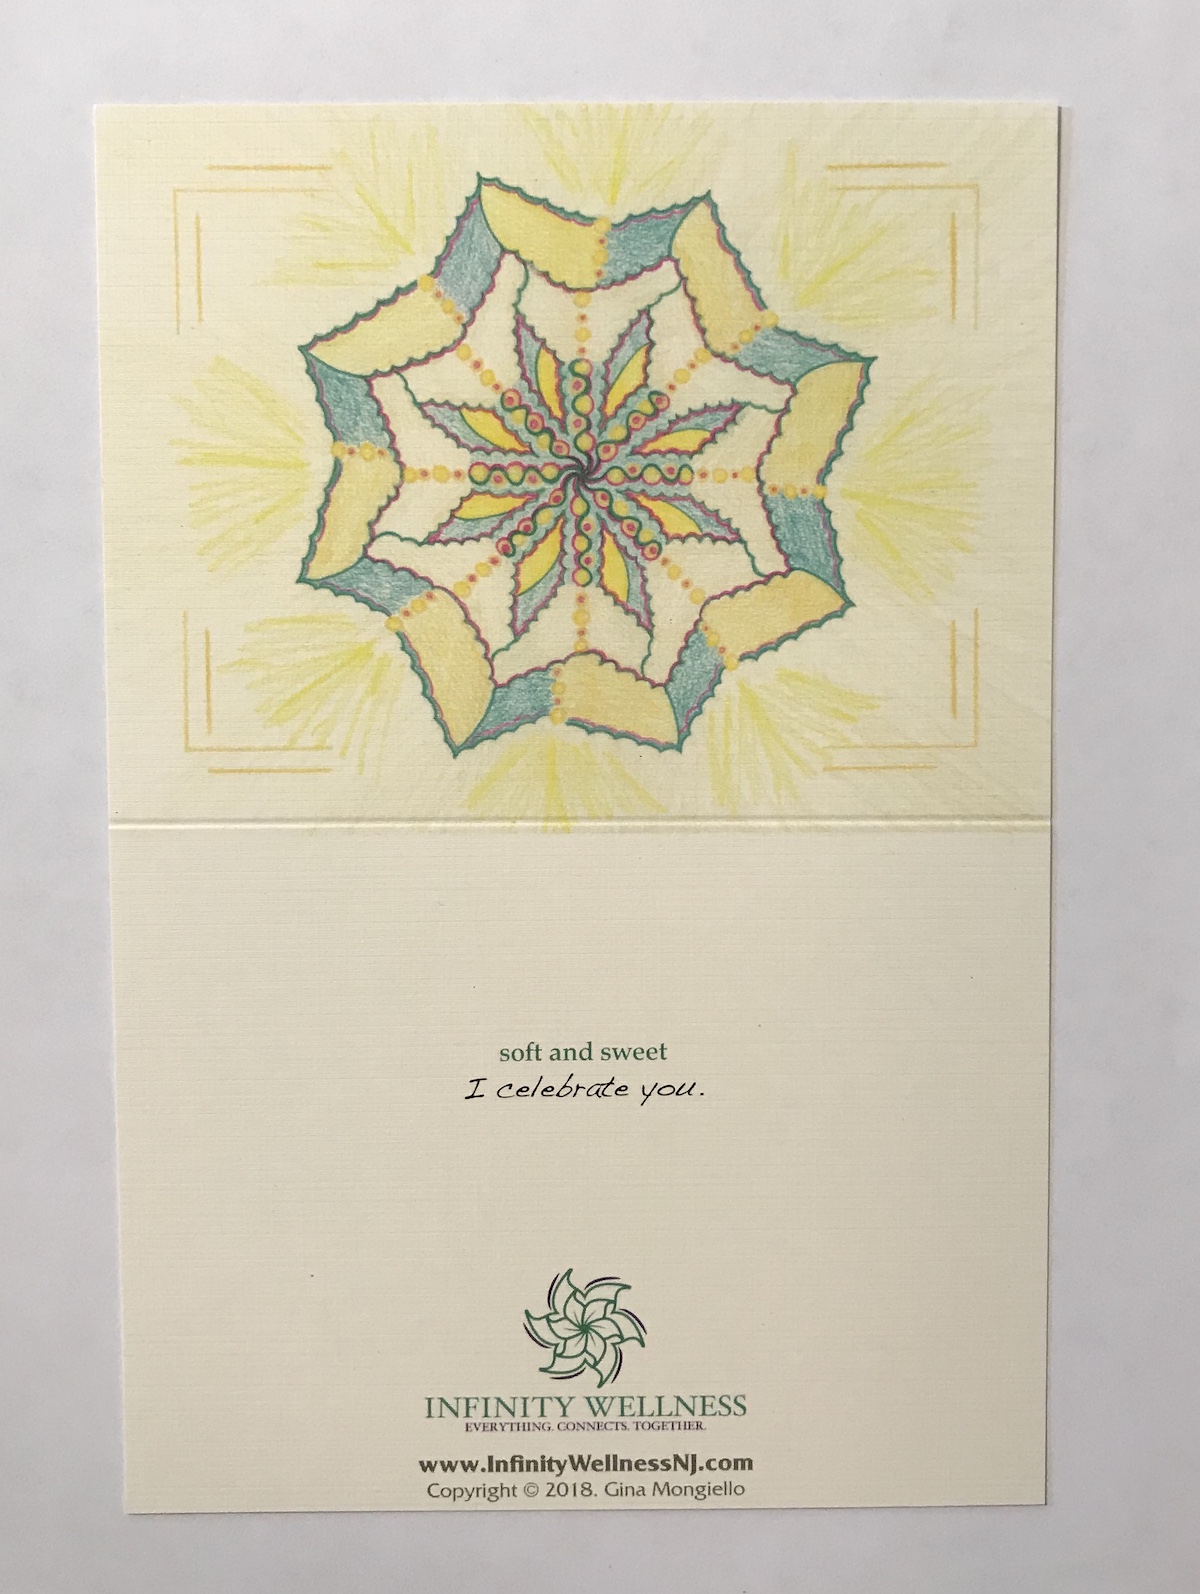 soft and sweet
I celebrate you.
INFINITY WELLNESS
EVERYTHING. CONNECTS. TOGETHER.
www.InfinityWellnessNJ.com
Copyright © 2018. Gina Mongiello